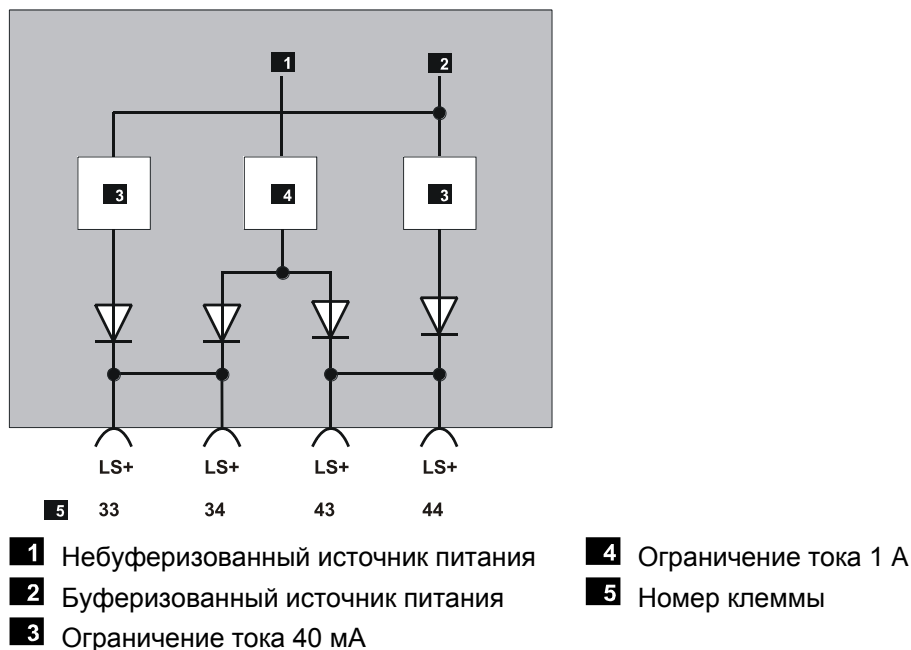 1 2
3 4 3
LS+ LS+ LS+ LS+
5 33 34 43 44
1 Небуферизованный источник питания
2 Буферизованный источник питания
3 Ограничение тока 40 мА
4 Ограничение тока 1 А
5 Номер клеммы